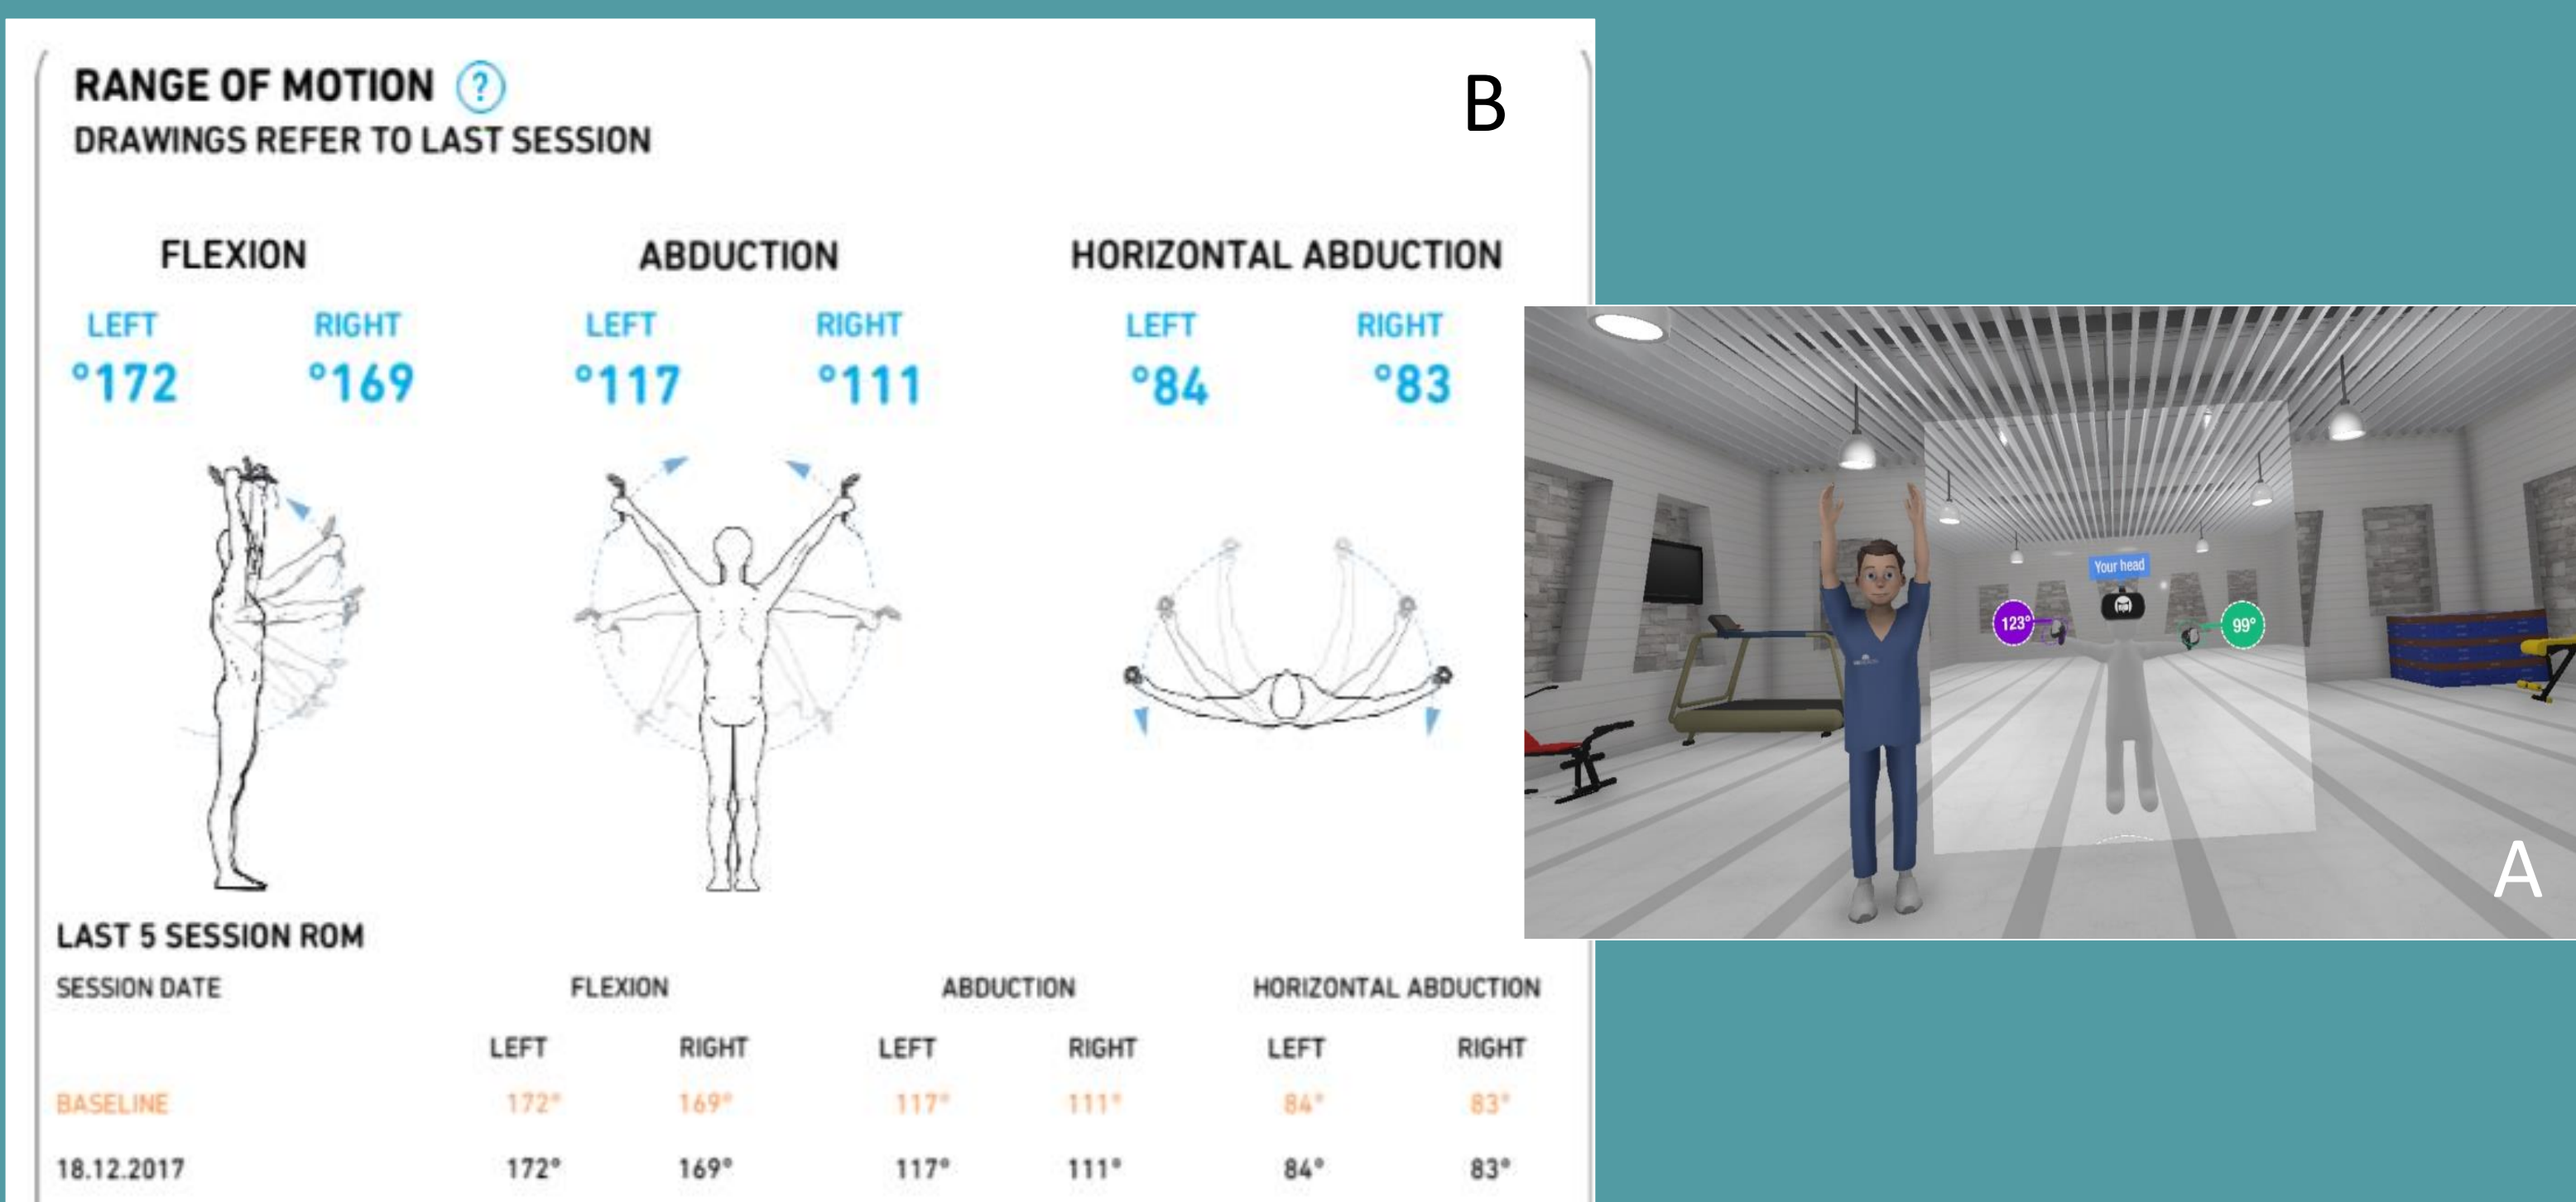 RANGE OF MOTION ?
DRAWINGS REFER TO LAST SESSION
B
FLEXION ABDUCTION HORIZONTAL ABDUCTION
LEFT RIGHT LEFT RIGHT LEFT RIGHT
°172 °169 °117 °111 °84 °83
Your head
123° 99°
A
LAST 5 SESSION ROM
SESSION DATE FLEXION ABDUCTION HORIZONTAL ABDUCTION
LEFT RIGHT LEFT RIGHT LEFT RIGHT
BASELINE 172° 169° 117° 111° 84° 83°
18.12.2017 172° 169° 117° 111° 84° 83°